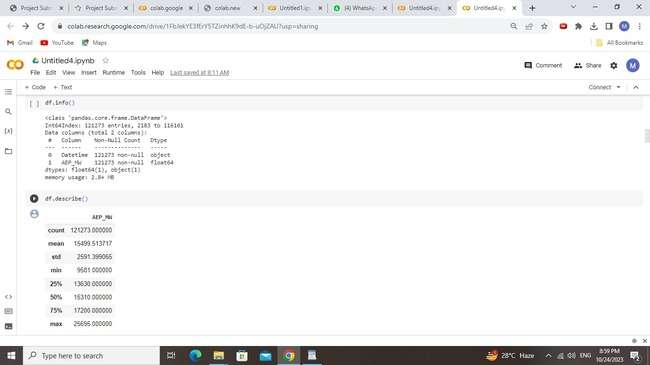 Project Subm
Project Subm
colab.google
colab.new
Untitled1.ip
(4) WhatsAp
Untitled4.ip
Untitled4.ip
colab.research.google.com/drive/1FbJekYE3fErY5TZinhhK9dE-b-uOjZAU?usp=sharing
Gmail
YouTube
Maps
All Bookmarks
Untitled4.ipynb
Comment
Share
M
File Edit View Insert Runtime Tools Help Last saved at 8:11 AM
+ Code + Text
Connect
[ ] df.info()
<class 'pandas.core.frame.DataFrame'>
Int64Index: 121273 entries, 2183 to 116161
Data columns (total 2 columns):
# Column Non-Null Count Dtype
--- ------ -------------- -----
0 Datetime 121273 non-null object
1 AEP_MW 121273 non-null float64
dtypes: float64(1), object(1)
memory usage: 2.8+ MB
df.describe()
AEP_MW
count 121273.000000
mean 15499.513717
std 2591.399065
min 9581.000000
25% 13630.000000
50% 15310.000000
75% 17200.000000
max 25695.000000
Type here to search
28°C Haze
ENG
8:59 PM
10/24/2023